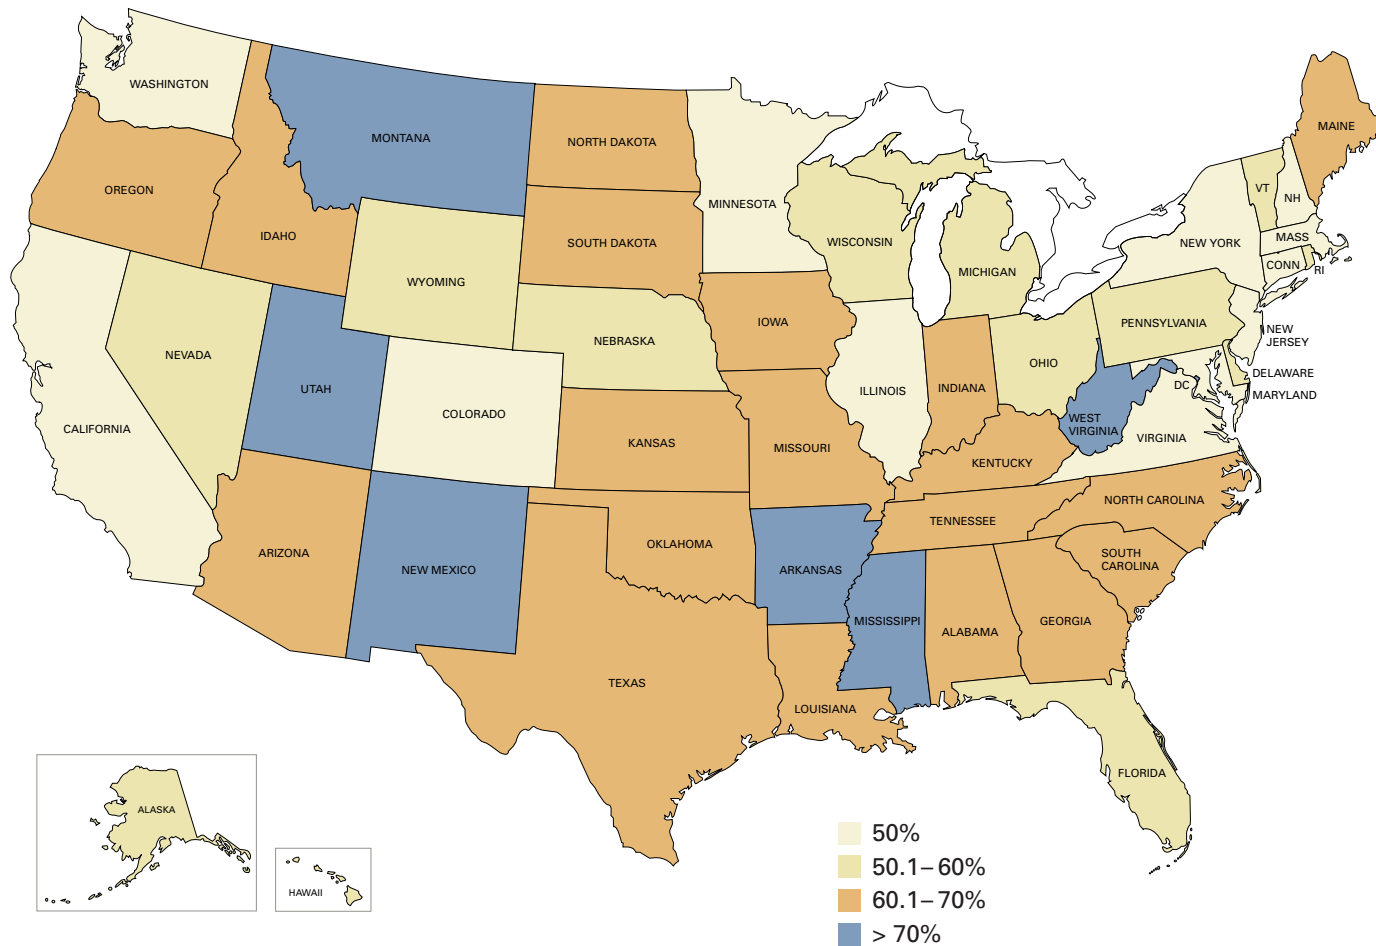 WASHINGTON
MONTANA
NORTH DAKOTA
MINNESOTA
MAINE
OREGON
IDAHO
SOUTH DAKOTA
WISCONSIN
MICHIGAN
VT
NH
NEW YORK
MASS
CONN
RI
WYOMING
IOWA
PENNSYLVANIA
NEW
JERSEY
NEVADA
UTAH
NEBRASKA
OHIO
ILLINOIS
INDIANA
DELAWARE
DC
MARYLAND
CALIFORNIA
COLORADO
KANSAS
MISSOURI
WEST
VIRGINIA
VIRGINIA
KENTUCKY
NORTH CAROLINA
TENNESSEE
ARIZONA
NEW MEXICO
OKLAHOMA
ARKANSAS
SOUTH
CAROLINA
MISSISSIPPI
ALABAMA
GEORGIA
TEXAS
LOUISIANA
FLORIDA
ALASKA
HAWAII
50%
50.1–60%
60.1–70%
> 70%